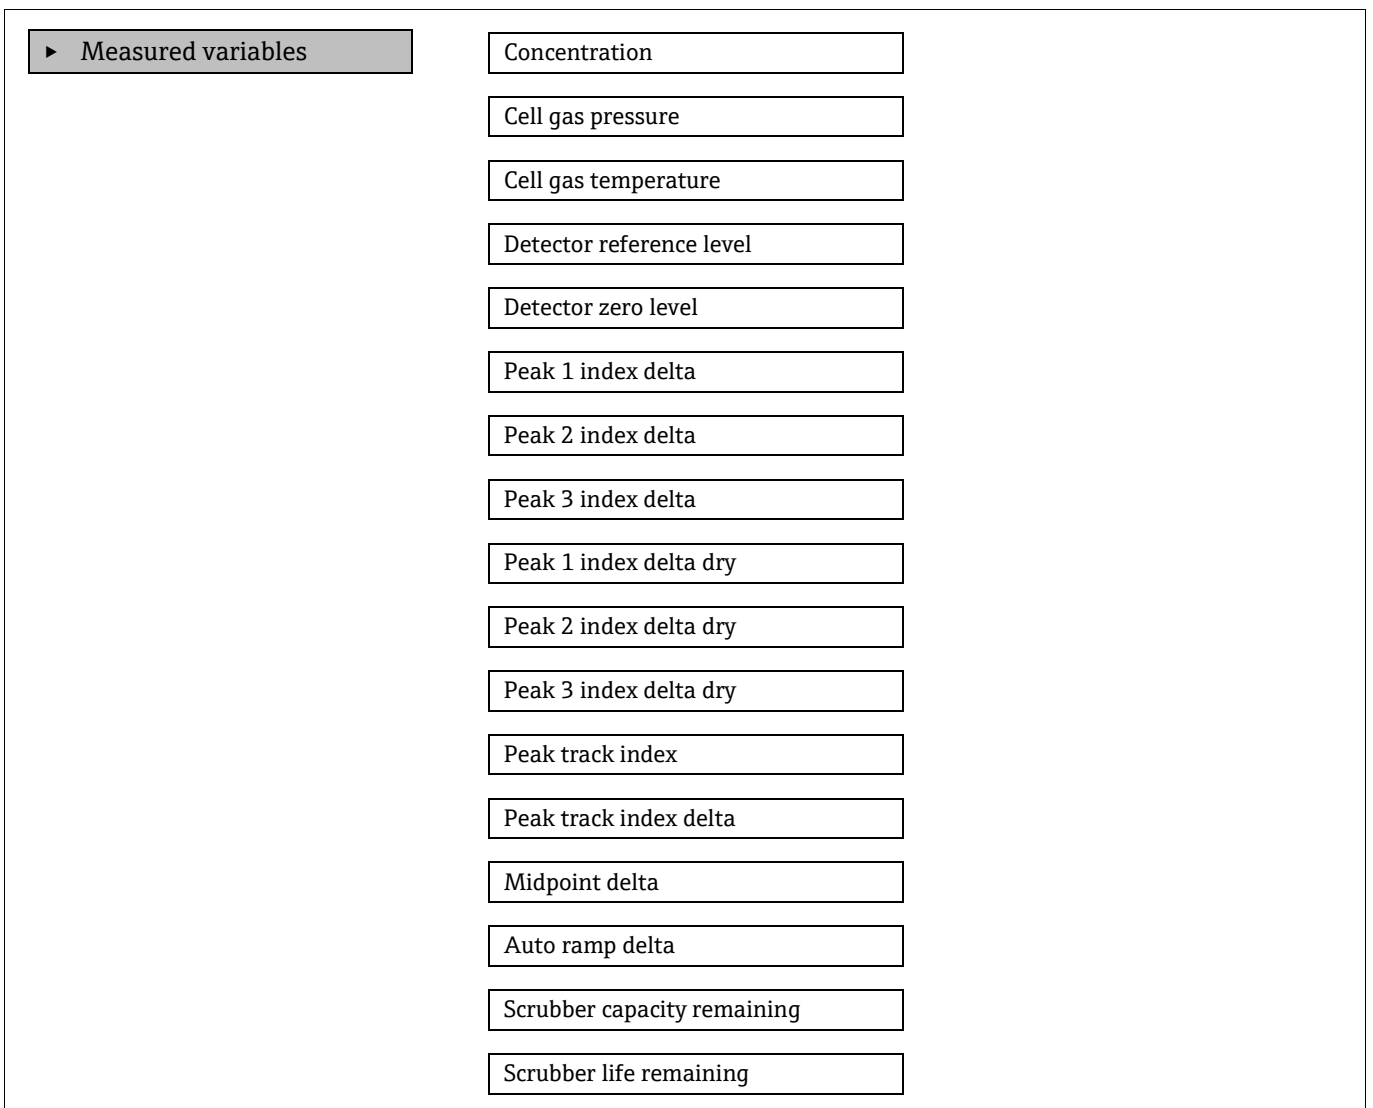 ▸ Measured variables
Concentration
Cell gas pressure
Cell gas temperature
Detector reference level
Detector zero level
Peak 1 index delta
Peak 2 index delta
Peak 3 index delta
Peak 1 index delta dry
Peak 2 index delta dry
Peak 3 index delta dry
Peak track index
Peak track index delta
Midpoint delta
Auto ramp delta
Scrubber capacity remaining
Scrubber life remaining